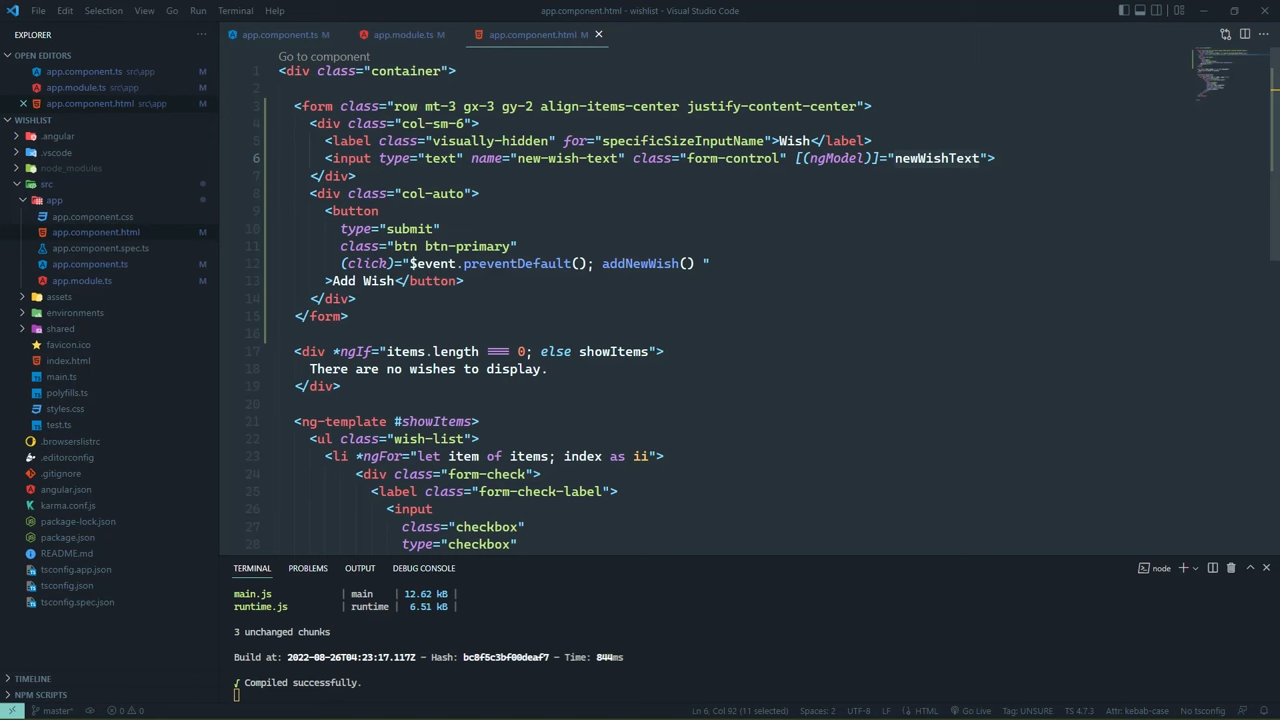 File Edit Selection View Go Run Terminal Help
app.component.html - wishlist - Visual Studio Code
EXPLORER
OPEN EDITORS
app.component.ts src\app M
app.module.ts src\app M
app.component.html src\app M
WISHLIST
.angular
.vscode
node_modules
src
app
app.component.css
app.component.html M
app.component.spec.ts
app.component.ts M
app.module.ts M
assets
environments
shared
favicon.ico
index.html
main.ts
polyfills.ts
styles.css
test.ts
.browserslistrc
.editorconfig
.gitignore
angular.json
karma.conf.js
package-lock.json
package.json
README.md
tsconfig.app.json
tsconfig.json
tsconfig.spec.json
TIMELINE
NPM SCRIPTS
app.component.ts M app.module.ts M app.component.html M
Go to component
1 <div class="container">
2
3 <form class="row mt-3 gx-3 gy-2 align-items-center justify-content-center">
4 <div class="col-sm-6">
5 <label class="visually-hidden" for="specificSizeInputName">Wish</label>
6 <input type="text" name="new-wish-text" class="form-control" [(ngModel)]="newWishText">
7 </div>
8 <div class="col-auto">
9 <button
10 type="submit"
11 class="btn btn-primary"
12 (click)="$event.preventDefault(); addNewWish() "
13 >Add Wish</button>
14 </div>
15 </form>
16
17 <div *ngIf="items.length === 0; else showItems">
18 There are no wishes to display.
19 </div>
20
21 <ng-template #showItems>
22 <ul class="wish-list">
23 <li *ngFor="let item of items; index as ii">
24 <div class="form-check">
25 <label class="form-check-label">
26 <input
27 class="checkbox"
28 type="checkbox"
TERMINAL PROBLEMS OUTPUT DEBUG CONSOLE
node
main.js | main | 12.62 kB |
runtime.js | runtime | 6.51 kB |
3 unchanged chunks
Build at: 2022-08-26T04:23:17.117Z - Hash: bc8f5c3bf00deaf7 - Time: 844ms
√ Compiled successfully.
master* 0 0 Ln 6, Col 92 (11 selected) Spaces: 2 UTF-8 LF HTML Go Live Tag: UNSURE TS 4.7.3 Attr: kebab-case No tsconfig